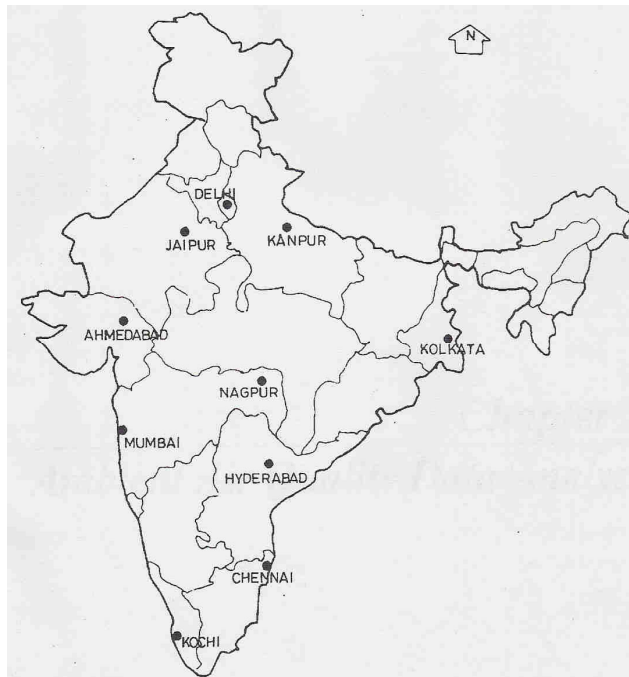 N
DELHI
JAIPUR
KANPUR
AHMEDABAD
KOLKATA
NAGPUR
MUMBAI
HYDERABAD
CHENNAI
KOCHI